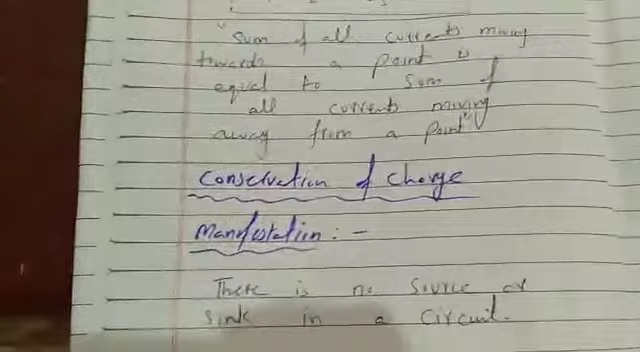 "sum of all currents moving
towards a point is
equal to sum of
all currents moving
away from a point"
Conservation of charge
Manifestation : -
There is no source or
sink in a circuit.